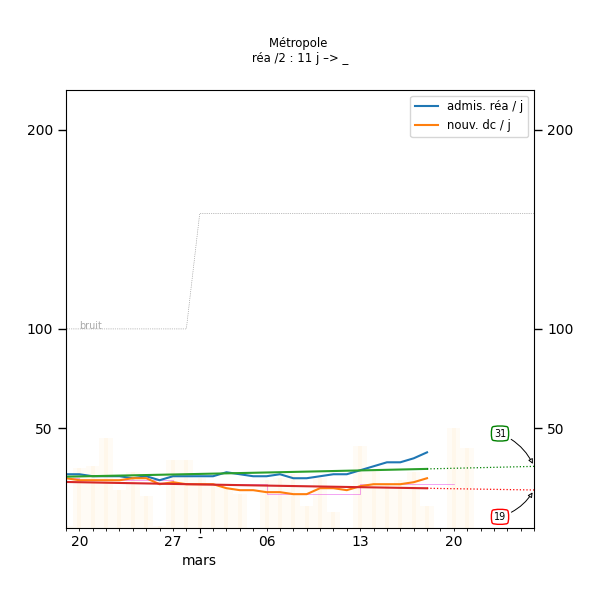 Métropole
réa /2 : 11 j –> _
admis. réa / j
nouv. dc / j
200
200
bruit
100
100
50
50
31
19
20
27
-
06
13
20
mars